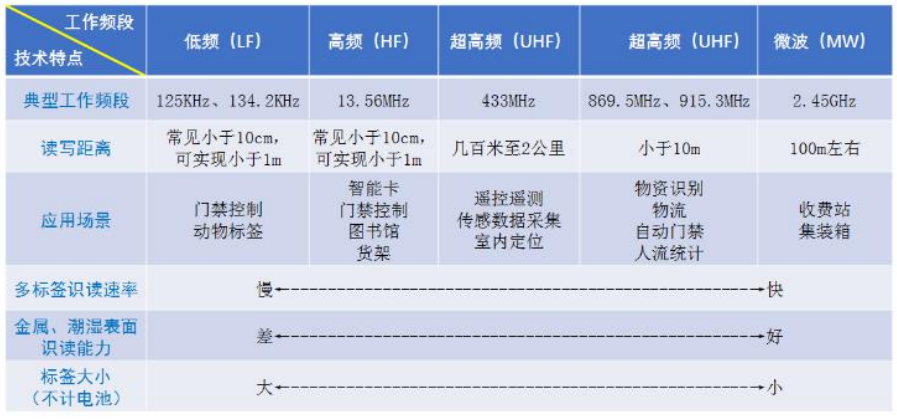 工作频段
技术特点
低频（LF）
高频（HF）
超高频（UHF）
超高频（UHF）
微波（MW）
典型工作频段
125KHz、134.2KHz
13.56MHz
433MHz
869.5MHz、915.3MHz
2.45GHz
读写距离
常见小于10cm，
可实现小于1m
常见小于10cm，
可实现小于1m
几百米至2公里
小于10m
100m左右
应用场景
门禁控制
动物标签
智能卡
门禁控制
图书馆
货架
遥控遥测
传感数据采集
室内定位
物资识别
物流
自动门禁
人流统计
收费站
集装箱
多标签识读速率
慢
快
金属、潮湿表面
识读能力
差
好
标签大小
（不计电池）
大
小